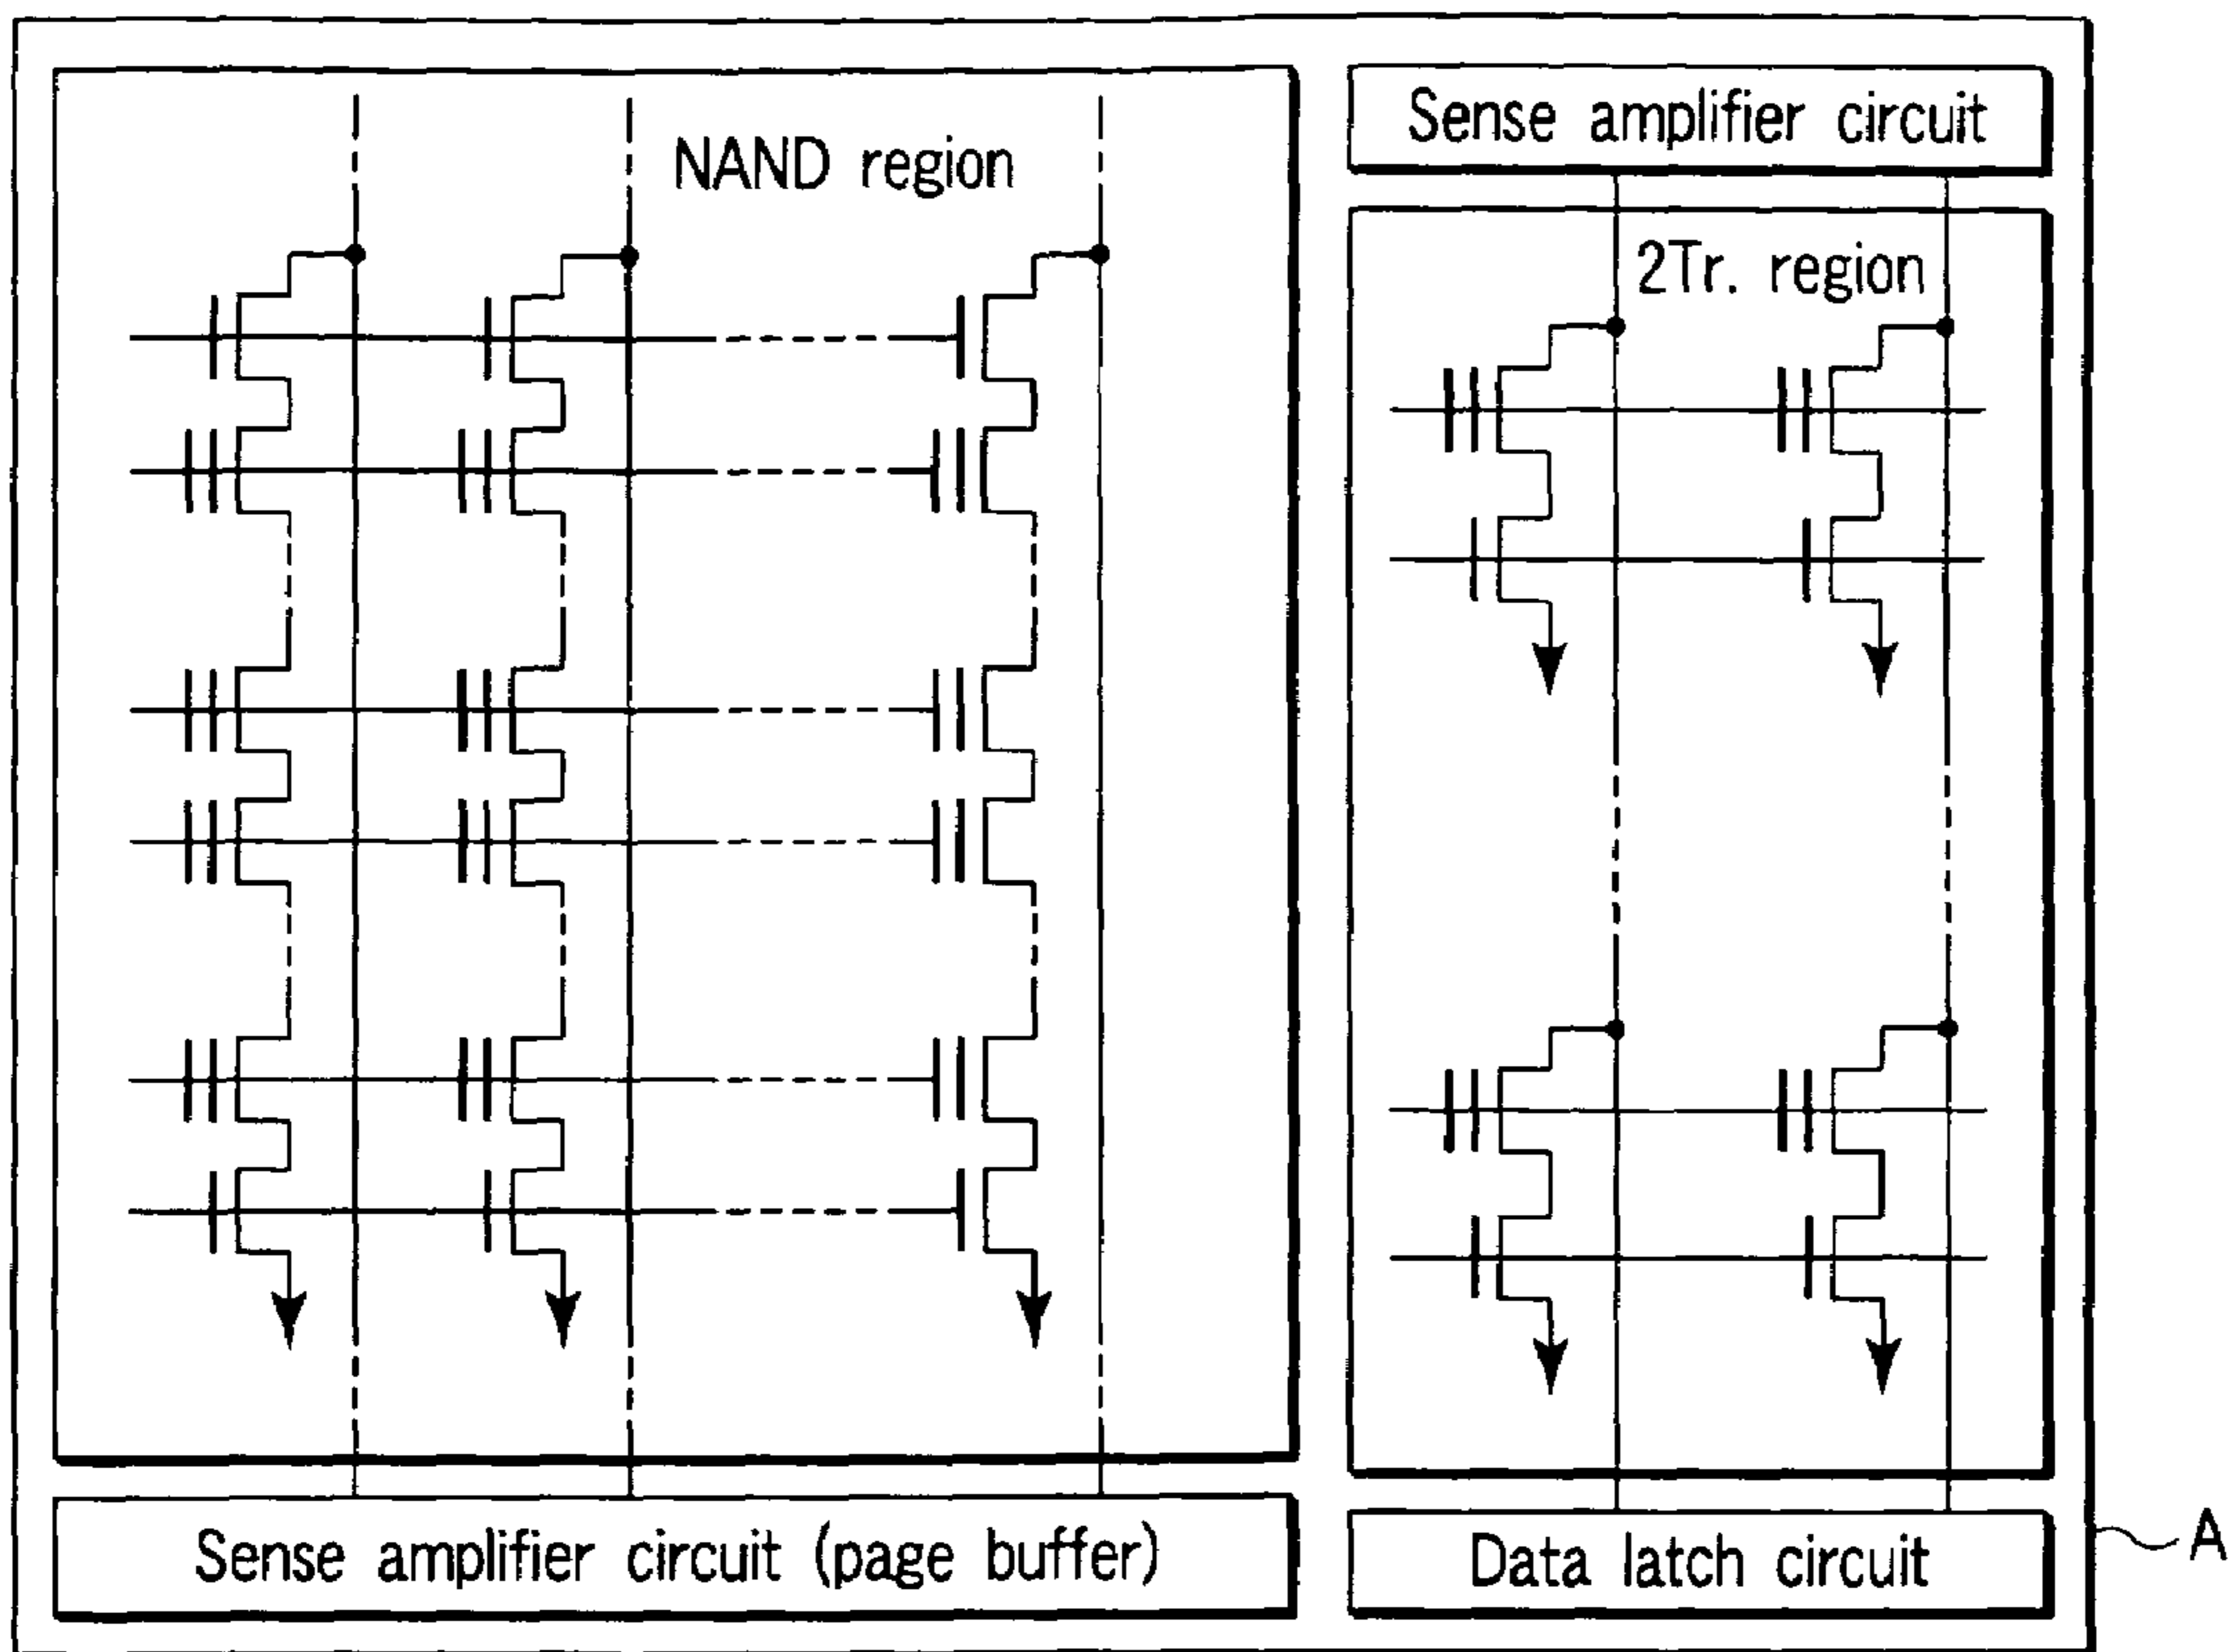 NAND region
Sense amplifier circuit
2Tr. region
Sense amplifier circuit (page buffer)
Data latch circuit
A